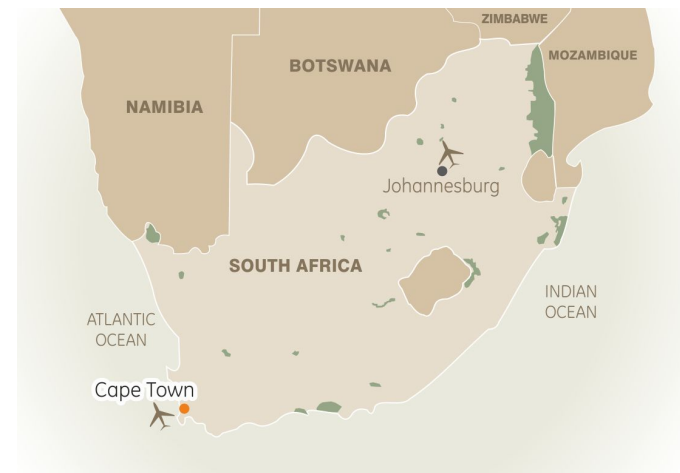 ZIMBABWE
BOTSWANA
MOZAMBIQUE
NAMIBIA
Johannesburg
SOUTH AFRICA
INDIAN
OCEAN
ATLANTIC
OCEAN
Cape Town